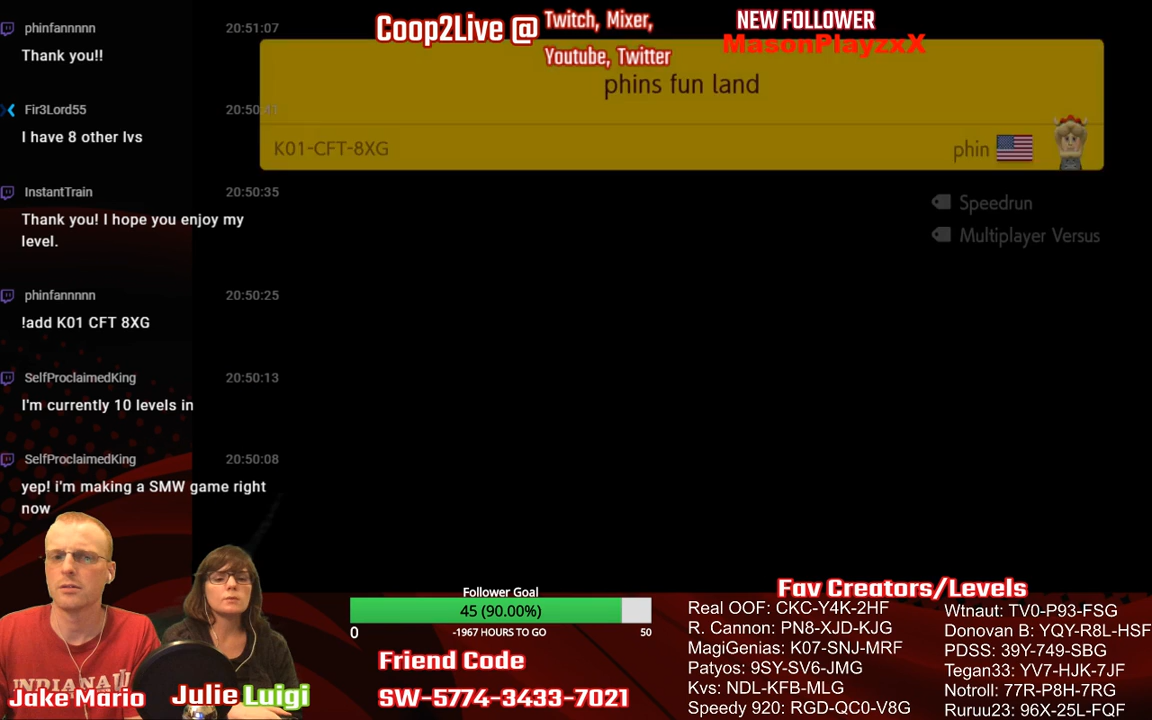 phinfannnnn 20:51:07
Thank you!!
Fir3Lord55
I have 8 other lvs
InstantTrain 20:50:35
Thank you! I hope you enjoy my
level.
phinfannnnn 20:50:25
!add K01 CFT 8XG
SelfProclaimedKing 20:50:13
I'm currently 10 levels in
SelfProclaimedKing 20:50:08
yep! i'm making a SMW game right
now
Coop2Live @ Twitch, Mixer,
Youtube, Twitter
NEW FOLLOWER
MasonPlayzxX
phins fun land
K01-CFT-8XG
phin
Speedrun
Multiplayer Versus
INDIANA
Jake Mario
Julie Luigi
Follower Goal
45 (90.00%)
0 -1967 HOURS TO GO 50
Friend Code
SW-5774-3433-7021
Fav Creators/Levels
Real OOF: CKC-Y4K-2HF
R. Cannon: PN8-XJD-KJG
MagiGenias: K07-SNJ-MRF
Patyos: 9SY-SV6-JMG
Kvs: NDL-KFB-MLG
Speedy 920: RGD-QC0-V8G
Wtnaut: TV0-P93-FSG
Donovan B: YQY-R8L-HSF
PDSS: 39Y-749-SBG
Tegan33: YV7-HJK-7JF
Notroll: 77R-P8H-7RG
Ruruu23: 96X-25L-FQF